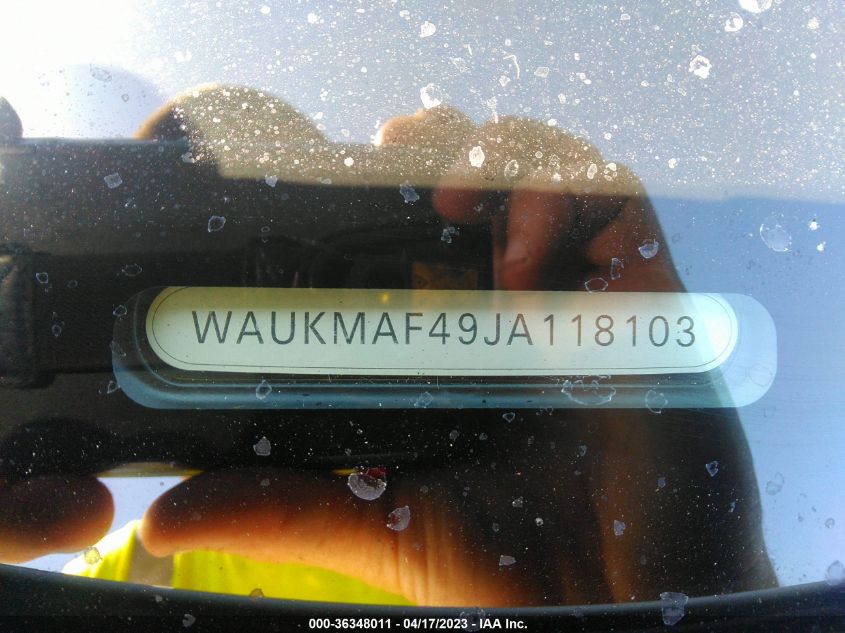 WAUKMAF49JA118103
000-36348011 - 04/17/2023 - IAA Inc.